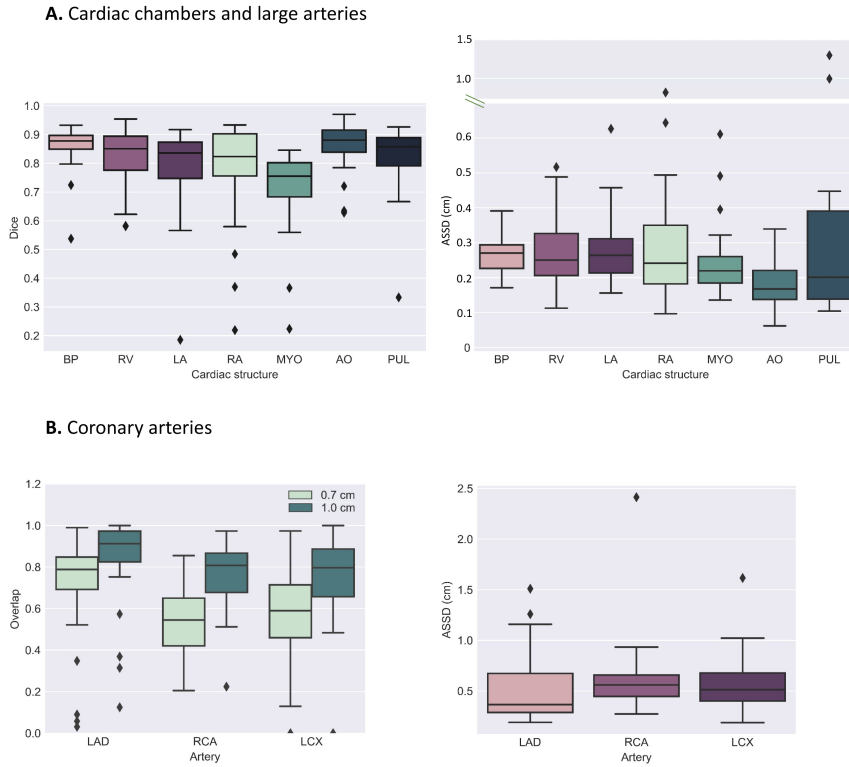 A. Cardiac chambers and large arteries
1.0
0.9
0.8
0.7
0.6
0.5
0.4
0.3
0.2
Dice
BP RV LA RA MYO AO PUL
Cardiac structure
1.5
1.0
0.6
0.5
0.4
0.3
0.2
0.1
0
ASSD (cm)
BP RV LA RA MYO AO PUL
Cardiac structure
B. Coronary arteries
1.2
1.0
0.8
0.6
0.4
0.2
0.0
Overlap
0.7 cm
1.0 cm
LAD RCA LCX
Artery
2.5
2.0
1.5
1.0
0.5
ASSD (cm)
LAD RCA LCX
Artery